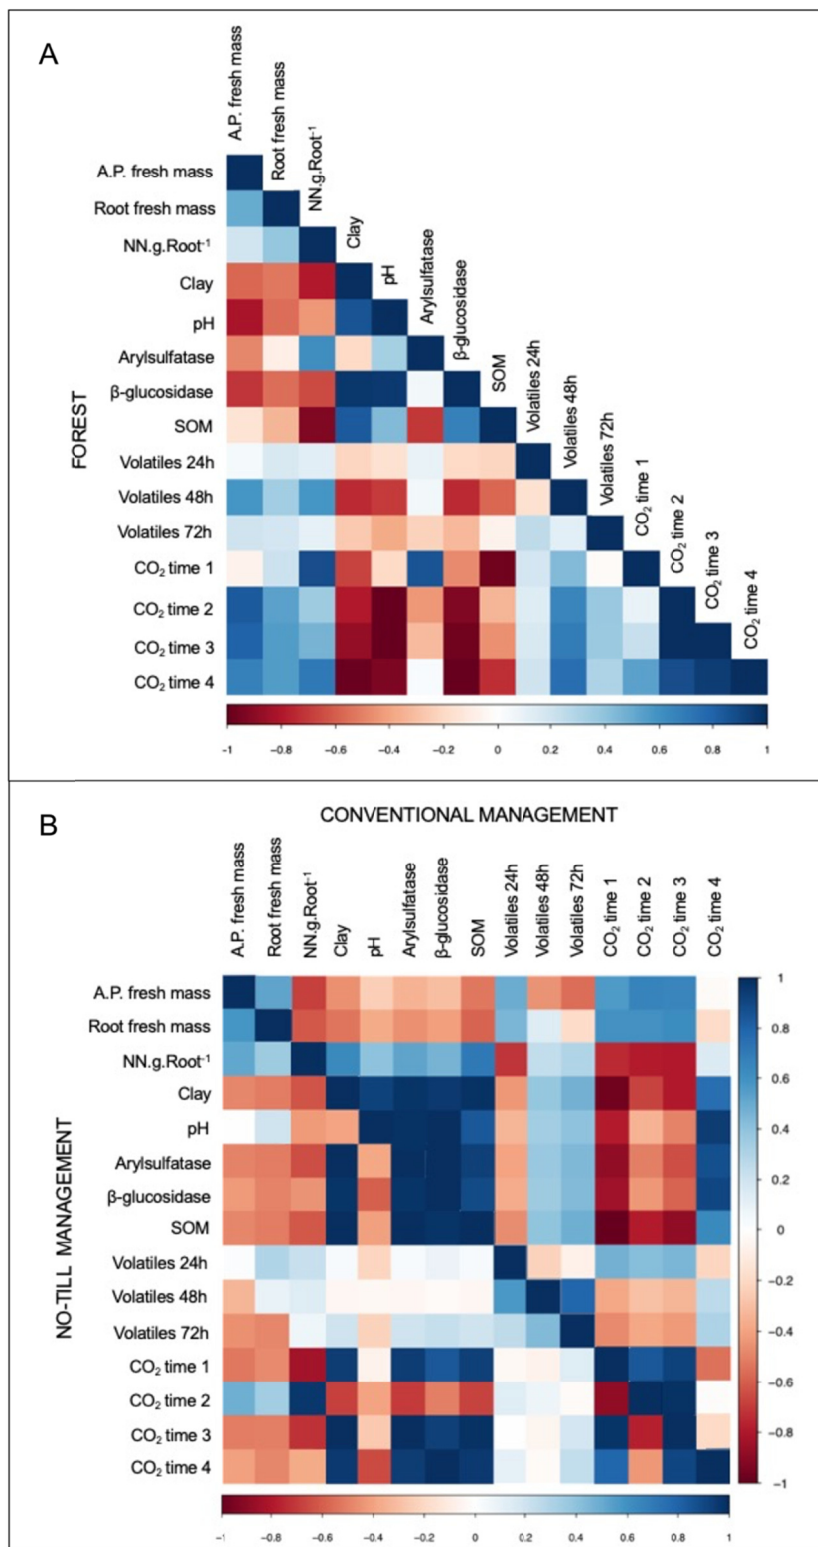 A
A.P. fresh mass
Root fresh mass
NN.g.Root⁻¹
Clay
pH
Arylsulfatase
β-glucosidase
SOM
Volatiles 24h
Volatiles 48h
Volatiles 72h
CO₂ time 1
CO₂ time 2
CO₂ time 3
CO₂ time 4
FOREST
A.P. fresh mass
Root fresh mass
NN.g.Root⁻¹
Clay
pH
Arylsulfatase
β-glucosidase
SOM
Volatiles 24h
Volatiles 48h
Volatiles 72h
CO₂ time 1
CO₂ time 2
CO₂ time 3
CO₂ time 4
-1 -0.8 -0.6 -0.4 -0.2 0 0.2 0.4 0.6 0.8 1
B
CONVENTIONAL MANAGEMENT
A.P. fresh mass
Root fresh mass
NN.g.Root⁻¹
Clay
pH
Arylsulfatase
β-glucosidase
SOM
Volatiles 24h
Volatiles 48h
Volatiles 72h
CO₂ time 1
CO₂ time 2
CO₂ time 3
CO₂ time 4
NO-TILL MANAGEMENT
A.P. fresh mass
Root fresh mass
NN.g.Root⁻¹
Clay
pH
Arylsulfatase
β-glucosidase
SOM
Volatiles 24h
Volatiles 48h
Volatiles 72h
CO₂ time 1
CO₂ time 2
CO₂ time 3
CO₂ time 4
1
0.8
0.6
0.4
0.2
0
-0.2
-0.4
-0.6
-0.8
-1
-1 -0.8 -0.6 -0.4 -0.2 0 0.2 0.4 0.6 0.8 1